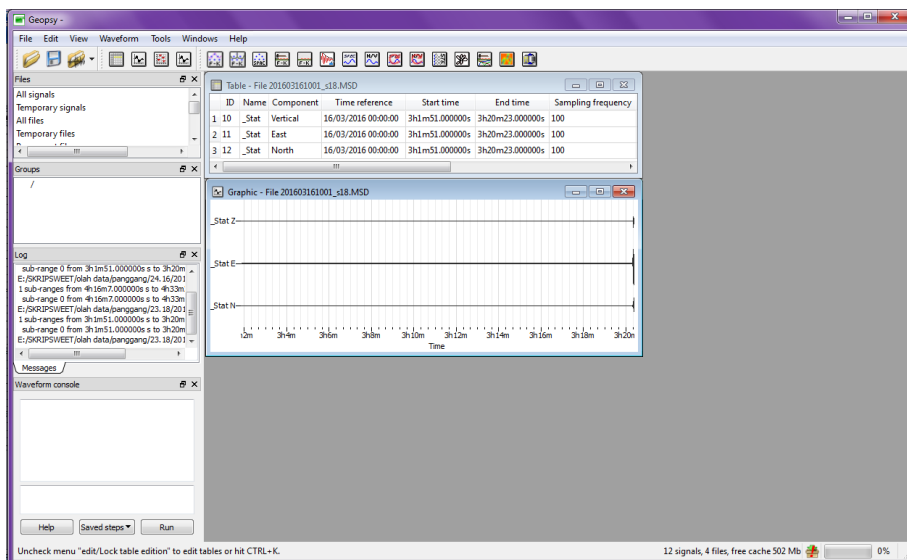 Geopsy -
File Edit View Waveform Tools Windows Help
Files
All signals
Temporary signals
All files
Temporary files
Groups
/
Log
sub-range 0 from 3h1m51.000000s s to 3h20m
E:/SKRIPSWEET/olah data/panggang/24.16/201
1 sub-ranges from 4h16m7.000000s to 4h33m
sub-range 0 from 4h16m7.000000s s to 4h33m
E:/SKRIPSWEET/olah data/panggang/23.18/201
1 sub-ranges from 3h1m51.000000s to 3h20m
sub-range 0 from 3h1m51.000000s s to 3h20m
E:/SKRIPSWEET/olah data/panggang/23.18/201
Messages
Waveform console
Help Saved steps Run
Table - File 201603161001_s18.MSD
ID Name Component Time reference Start time End time Sampling frequency
1 10 _Stat Vertical 16/03/2016 00:00:00 3h1m51.000000s 3h20m23.000000s 100
2 11 _Stat East 16/03/2016 00:00:00 3h1m51.000000s 3h20m23.000000s 100
3 12 _Stat North 16/03/2016 00:00:00 3h1m51.000000s 3h20m23.000000s 100
Graphic - File 201603161001_s18.MSD
_Stat Z
_Stat E
_Stat N
2m 3h4m 3h6m 3h8m 3h10m 3h12m 3h14m 3h16m 3h18m 3h20m
Time
Uncheck menu "edit/Lock table edition" to edit tables or hit CTRL+K.
12 signals, 4 files, free cache 502 Mb 0%